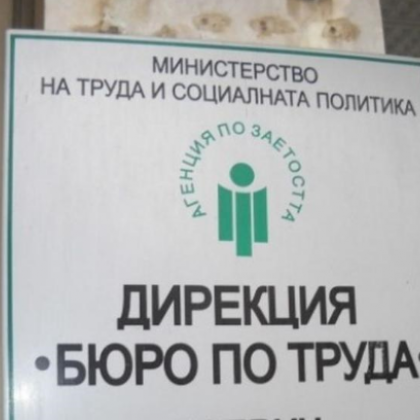 МИНИСТЕРСТВО
НА ТРУДА И СОЦИАЛНАТА ПОЛИТИКА
АГЕНЦИЯ ПО ЗАЕТОСТТА
ДИРЕКЦИЯ
•БЮРО ПО ТРУДА•